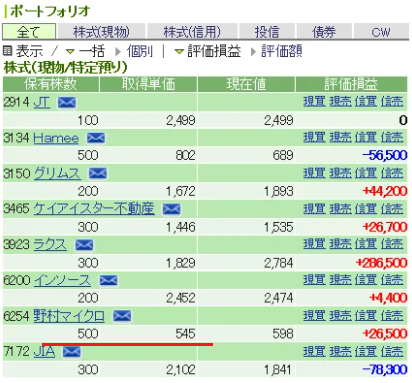 ポートフォリオ
全て 株式(現物) 株式(信用) 投信 債券 CW
表示 / 一括 個別 | 評価損益 評価額
株式(現物/特定預り)
保有株数 取得単価 現在値 評価損益
2914 JT 現買 現売 信買 信売
100 2,499 2,499 0
3134 Hamee 現買 現売 信買 信売
500 802 689 -56,500
3150 グリムス 現買 現売 信買 信売
200 1,672 1,893 +44,200
3465 ケイアイスター不動産 現買 現売 信買 信売
300 1,446 1,535 +26,700
3923 ラクス 現買 現売 信買 信売
300 1,829 2,784 +286,500
6200 インソース 現買 現売 信買 信売
200 2,452 2,474 +4,400
6254 野村マイクロ 現買 現売 信買 信売
500 545 598 +26,500
7172 JIA 現買 現売 信買 信売
300 2,102 1,841 -78,300